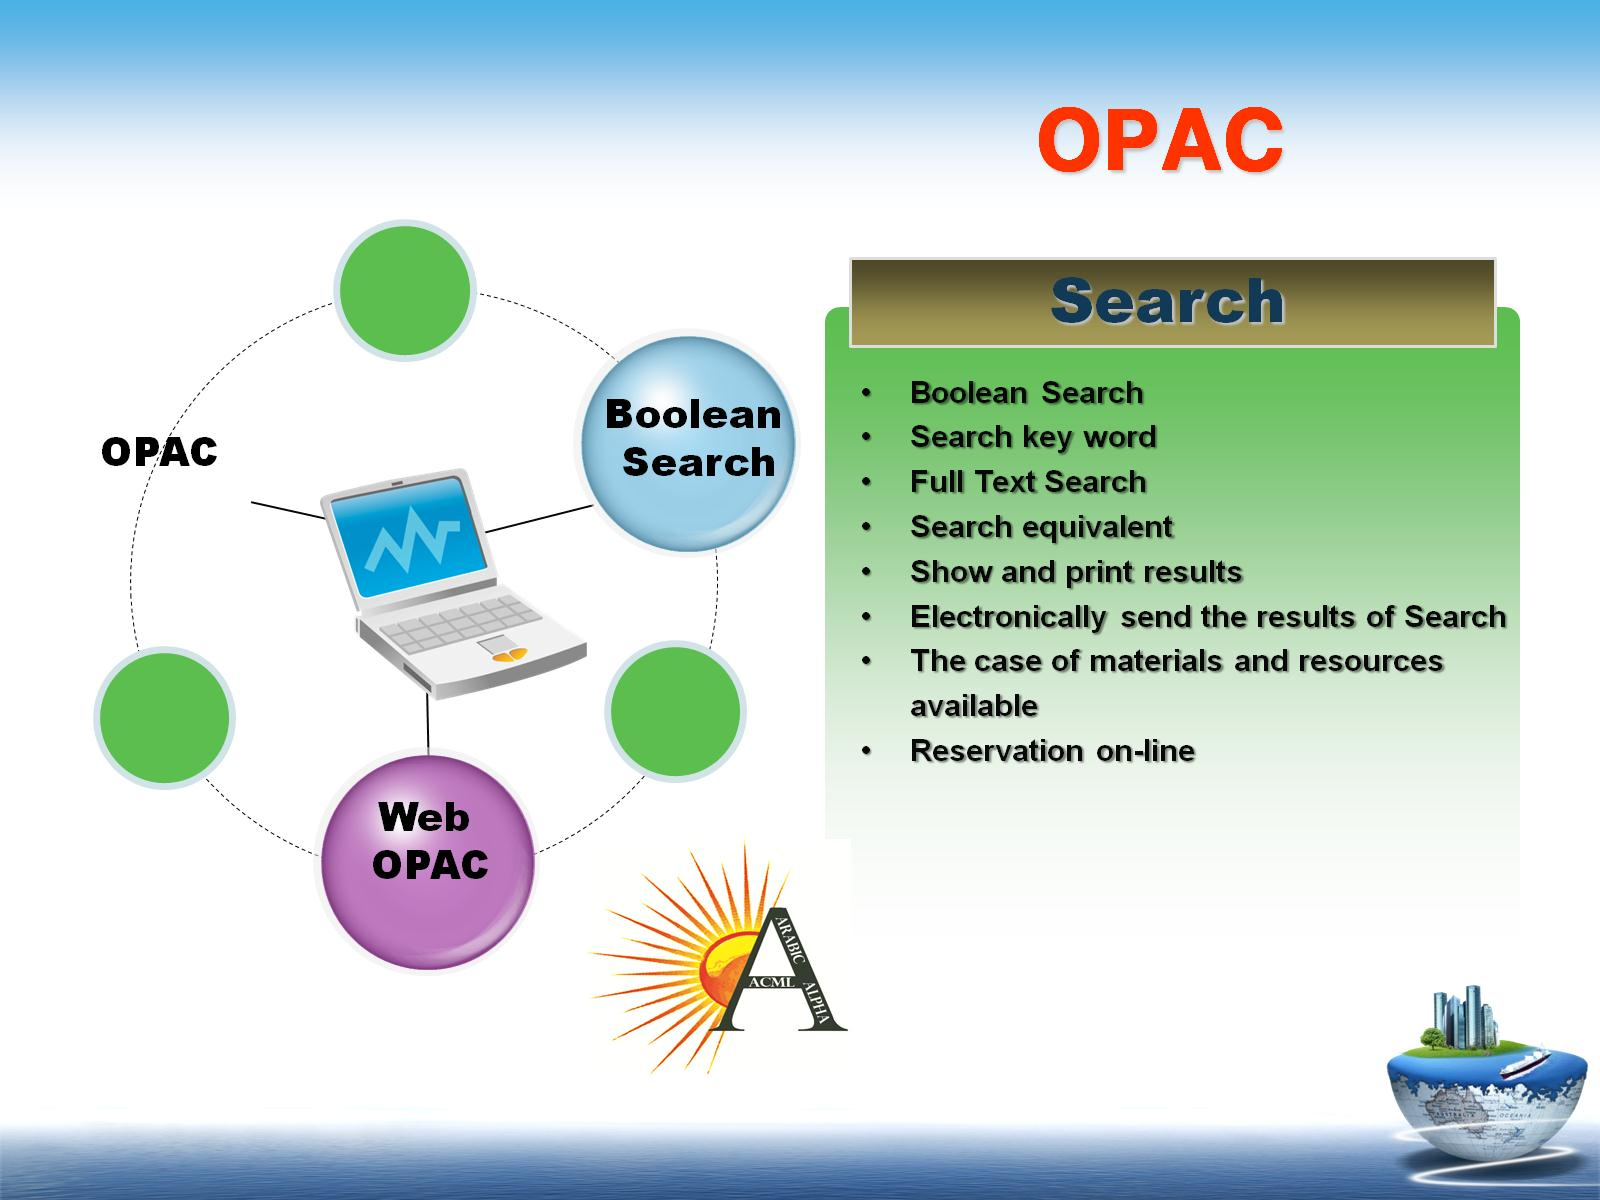 OPAC
Search
Boolean Search
OPAC
Web
OPAC
• Boolean Search
• Search key word
• Full Text Search
• Search equivalent
• Show and print results
• Electronically send the results of Search
• The case of materials and resources
available
• Reservation on-line
ARABIC
ACML
ALPHA
AUSTRALIA
OCEANIA